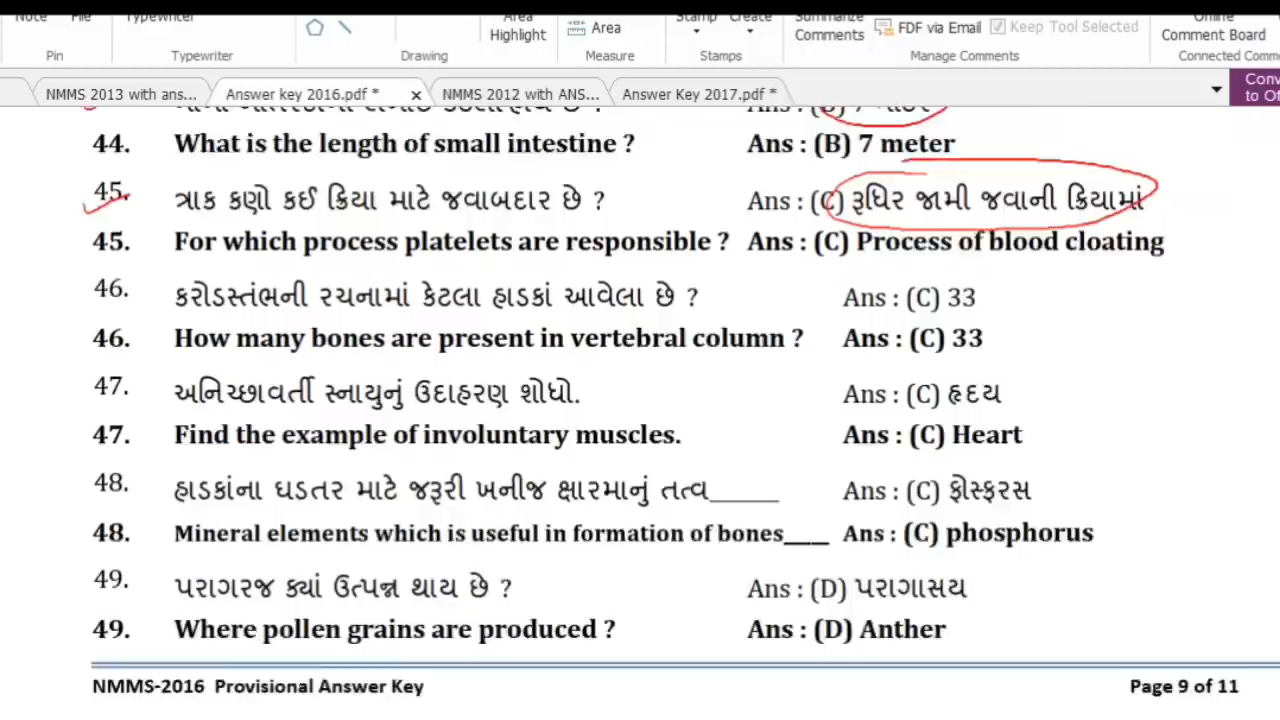 Note File Typewriter Area Stamp Create Summarize Online
Highlight Area Comments FDF via Email Keep Tool Selected Comment Board
Pin Typewriter Drawing Measure Stamps Manage Comments Connected
NMMS 2013 with ans... Answer key 2016.pdf * NMMS 2012 with ANS... Answer Key 2017.pdf * Conv
to
44. What is the length of small intestine ? Ans : (B) 7 meter
45. ત્રાક કણો કઈ ક્રિયા માટે જવાબદાર છે ? Ans : (C) રૂધિર જામી જવાની ક્રિયામાં
45. For which process platelets are responsible ? Ans : (C) Process of blood cloating
46. કરોડસ્તંભની રચનામાં કેટલા હાડકાં આવેલા છે ? Ans : (C) 33
46. How many bones are present in vertebral column ? Ans : (C) 33
47. અનિચ્છાવર્તી સ્નાયુનું ઉદાહરણ શોધો. Ans : (C) હૃદય
47. Find the example of involuntary muscles. Ans : (C) Heart
48. હાડકાંના ઘડતર માટે જરૂરી ખનીજ ક્ષારમાનું તત્વ_____ Ans : (C) ફોસ્ફરસ
48. Mineral elements which is useful in formation of bones____ Ans : (C) phosphorus
49. પરાગરજ ક્યાં ઉત્પન્ન થાય છે ? Ans : (D) પરાગાસય
49. Where pollen grains are produced ? Ans : (D) Anther
NMMS-2016 Provisional Answer Key Page 9 of 11